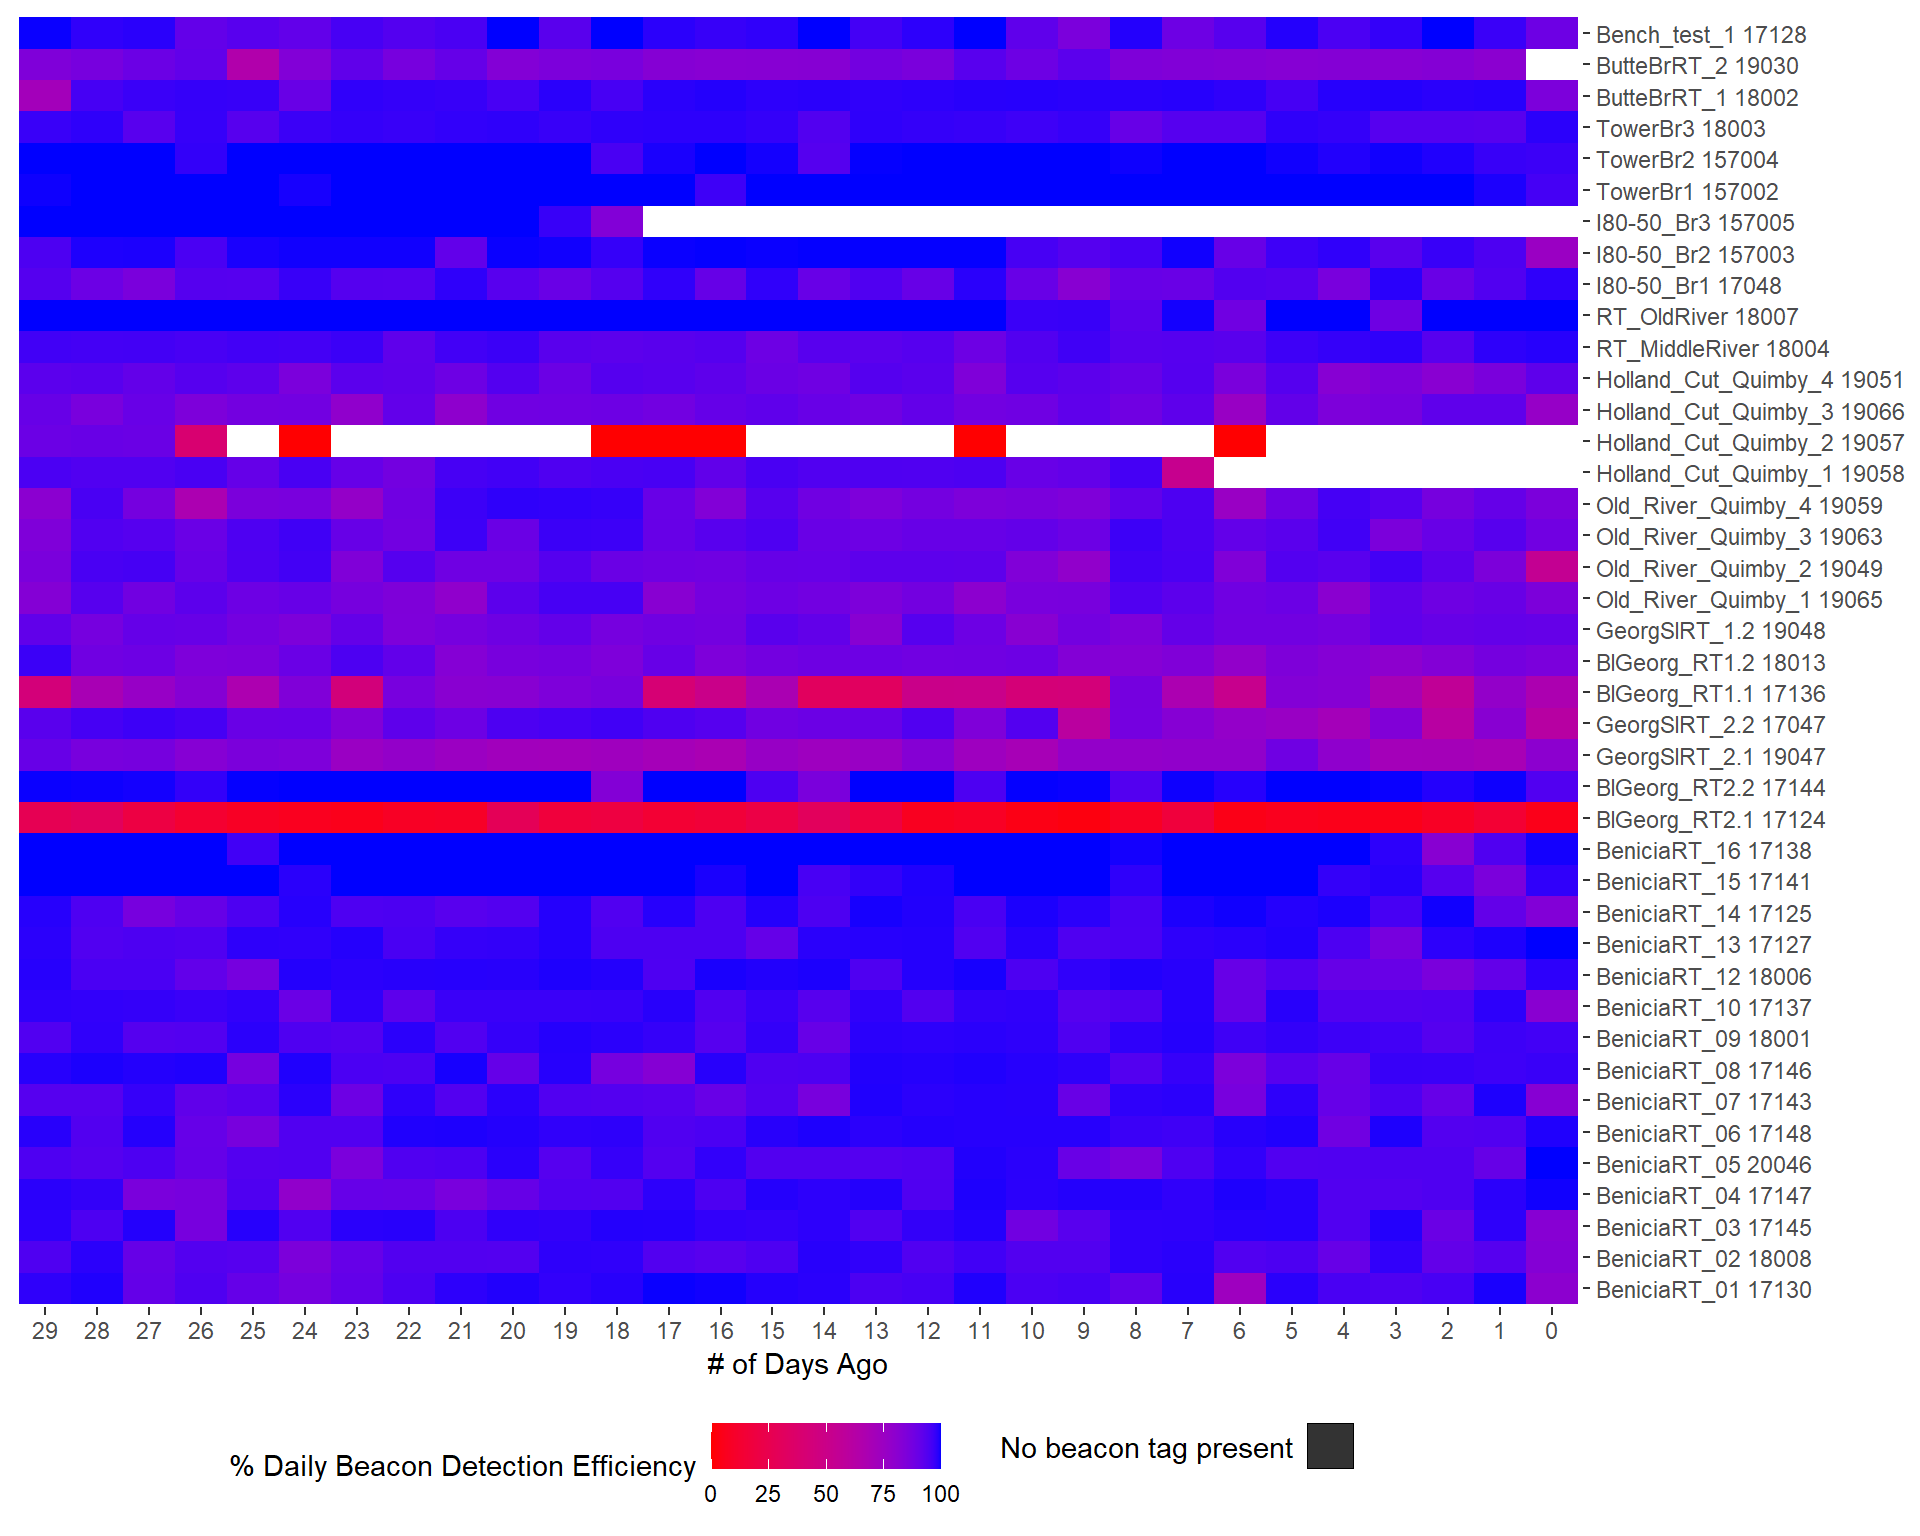 Bench_test_1 17128
ButteBrRT_2 19030
ButteBrRT_1 18002
TowerBr3 18003
TowerBr2 157004
TowerBr1 157002
I80-50_Br3 157005
I80-50_Br2 157003
I80-50_Br1 17048
RT_OldRiver 18007
RT_MiddleRiver 18004
Holland_Cut_Quimby_4 19051
Holland_Cut_Quimby_3 19066
Holland_Cut_Quimby_2 19057
Holland_Cut_Quimby_1 19058
Old_River_Quimby_4 19059
Old_River_Quimby_3 19063
Old_River_Quimby_2 19049
Old_River_Quimby_1 19065
GeorgSlRT_1.2 19048
BlGeorg_RT1.2 18013
BlGeorg_RT1.1 17136
GeorgSlRT_2.2 17047
GeorgSlRT_2.1 19047
BlGeorg_RT2.2 17144
BlGeorg_RT2.1 17124
BeniciaRT_16 17138
BeniciaRT_15 17141
BeniciaRT_14 17125
BeniciaRT_13 17127
BeniciaRT_12 18006
BeniciaRT_10 17137
BeniciaRT_09 18001
BeniciaRT_08 17146
BeniciaRT_07 17143
BeniciaRT_06 17148
BeniciaRT_05 20046
BeniciaRT_04 17147
BeniciaRT_03 17145
BeniciaRT_02 18008
BeniciaRT_01 17130
29 28 27 26 25 24 23 22 21 20 19 18 17 16 15 14 13 12 11 10 9 8 7 6 5 4 3 2 1 0
# of Days Ago
% Daily Beacon Detection Efficiency
0 25 50 75 100
No beacon tag present